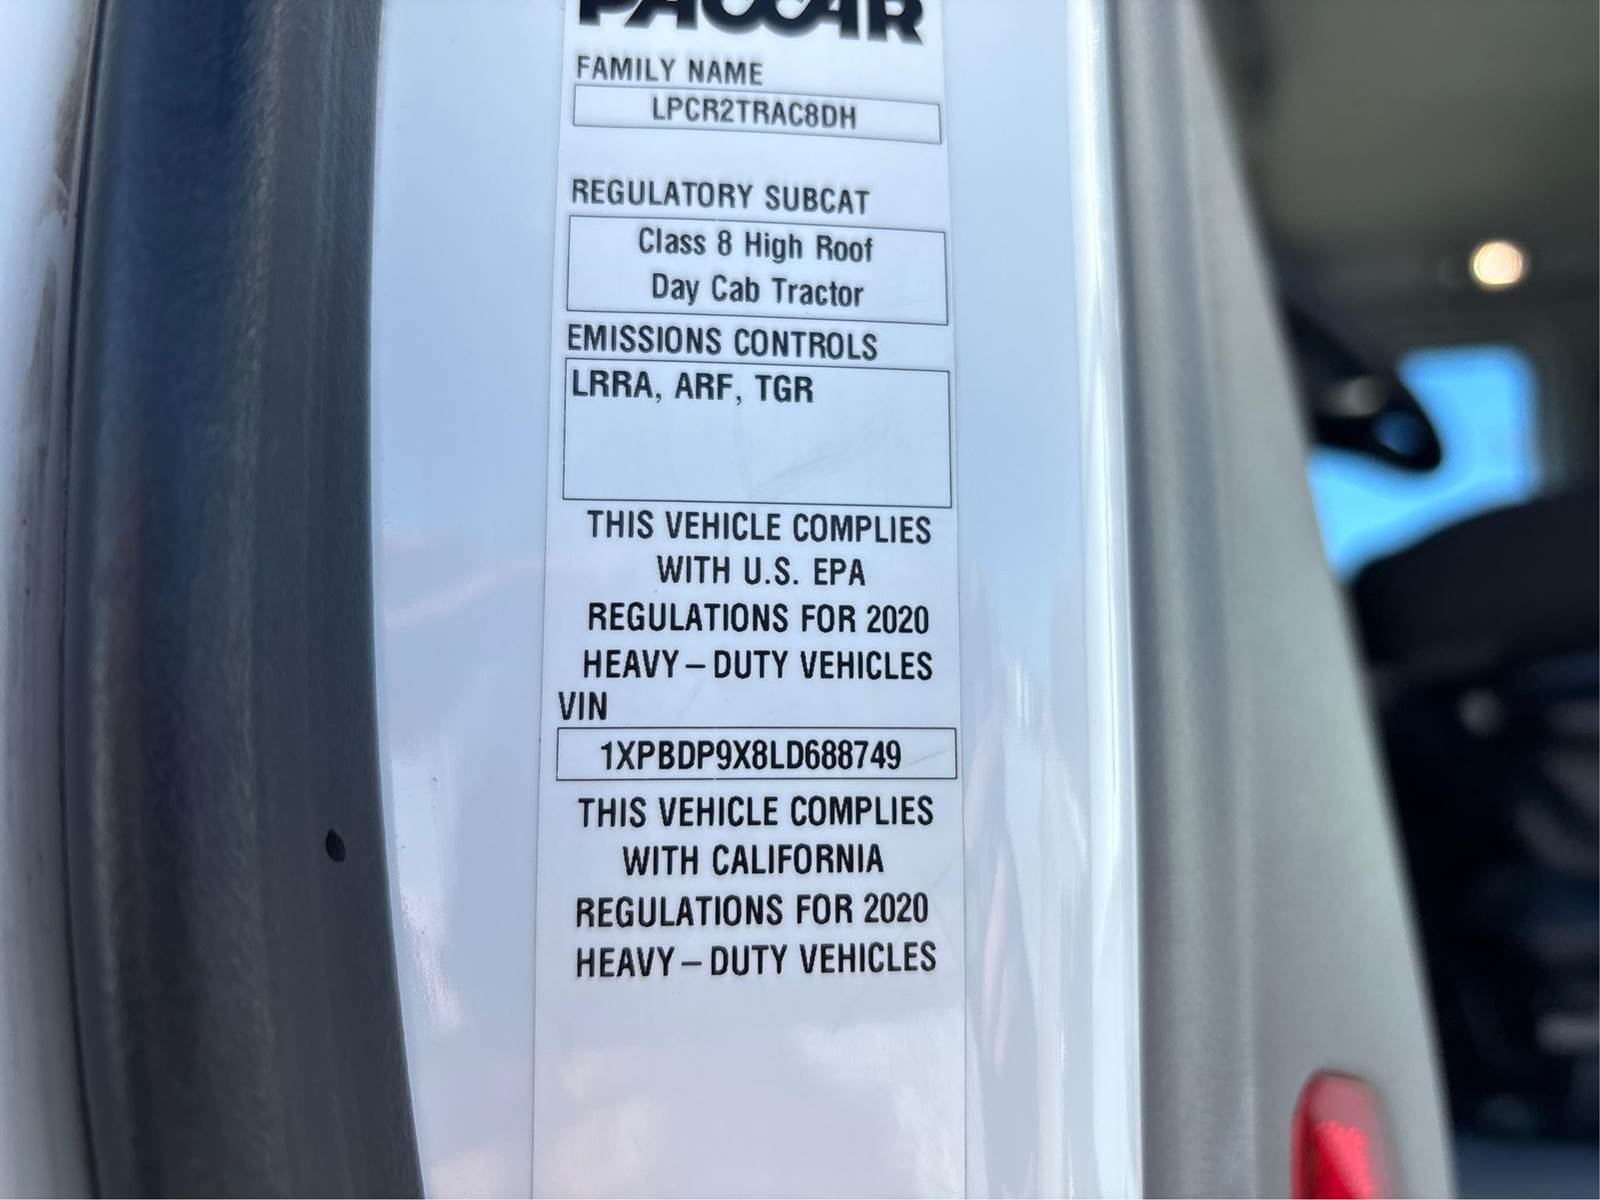 PACCAR
FAMILY NAME
LPCR2TRAC8DH
REGULATORY SUBCAT
Class 8 High Roof
Day Cab Tractor
EMISSIONS CONTROLS
LRRA, ARF, TGR
THIS VEHICLE COMPLIES
WITH U.S. EPA
REGULATIONS FOR 2020
HEAVY–DUTY VEHICLES
VIN
1XPBDP9X8LD688749
THIS VEHICLE COMPLIES
WITH CALIFORNIA
REGULATIONS FOR 2020
HEAVY–DUTY VEHICLES